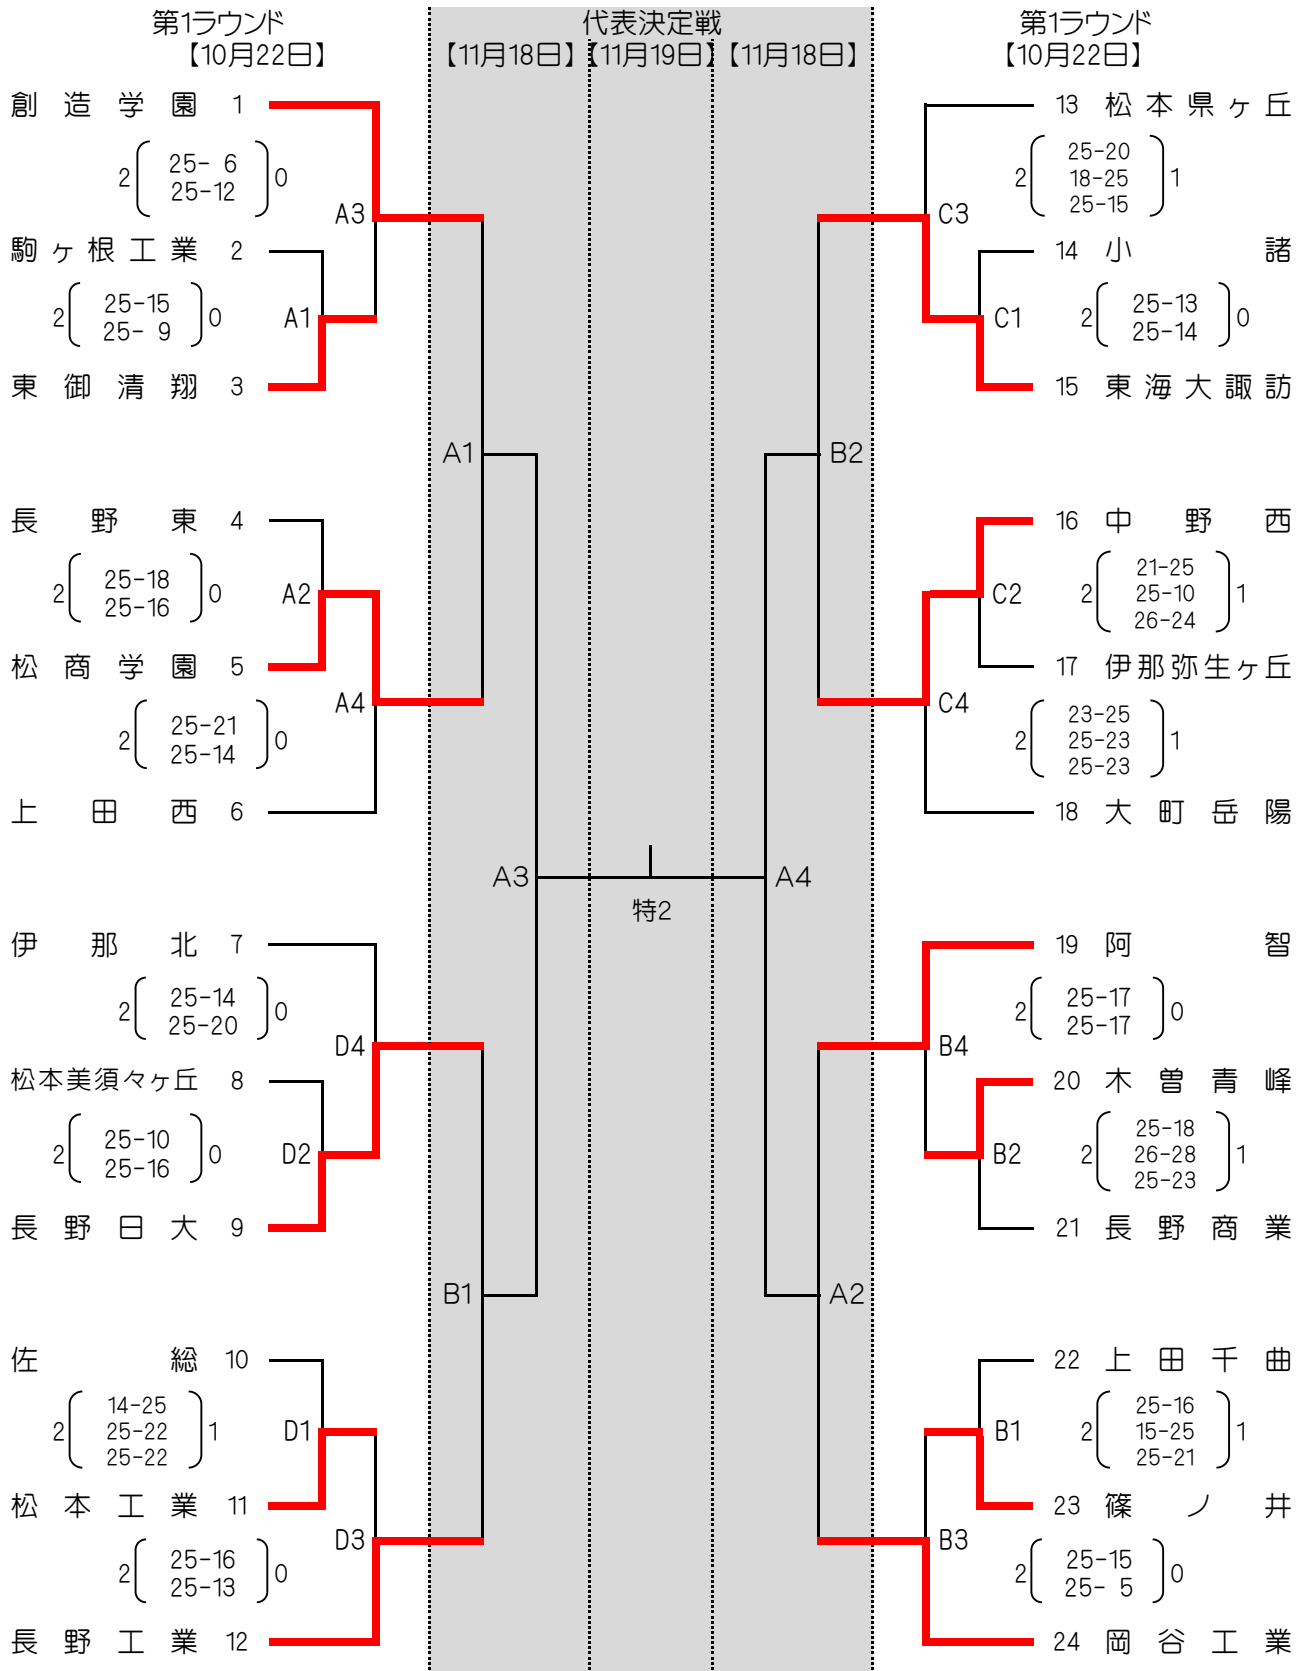 第1ラウンド 代表決定戦 第1ラウンド
【10月22日】 【11月18日】 【11月19日】 【11月18日】 【10月22日】
創造学園 1
2 25- 6 0
25-12
A3
駒ヶ根工業 2
2 25-15 0
25- 9
A1
東御清翔 3
A1
長野東 4
2 25-18 0
25-16
A2
松商学園 5
2 25-21 0
25-14
A4
上田西 6
A3
伊那北 7
2 25-14 0
25-20
D4
松本美須々ヶ丘 8
2 25-10 0
25-16
D2
長野日大 9
B1
佐総 10
2 14-25 1
25-22
25-22
D1
松本工業 11
2 25-16 0
25-13
D3
長野工業 12
特2
13 松本県ヶ丘
2 25-20 1
18-25
25-15
C3
14 小諸
2 25-13 0
25-14
C1
15 東海大諏訪
B2
16 中野西
2 21-25 1
25-10
26-24
C2
17 伊那弥生ヶ丘
2 23-25 1
25-23
25-23
C4
18 大町岳陽
A4
19 阿智
2 25-17 0
25-17
B4
20 木曽青峰
2 25-18 1
26-28
25-23
B2
21 長野商業
A2
22 上田千曲
2 25-16 1
15-25
25-21
B1
23 篠ノ井
2 25-15 0
25- 5
B3
24 岡谷工業